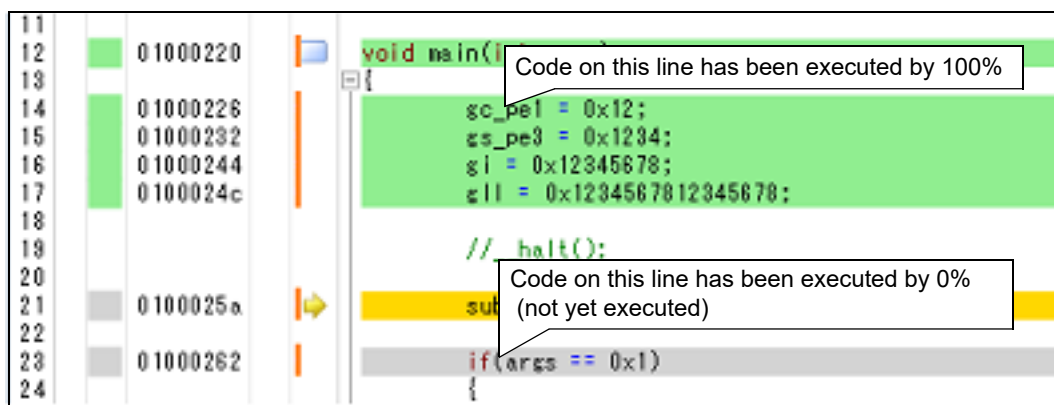 11
12 01000220 void main(i
Code on this line has been executed by 100%
13 {
14 01000226 gc_pe1 = 0x12;
15 01000232 gs_pe3 = 0x1234;
16 01000244 gi = 0x12345678;
17 0100024c gll = 0x1234567812345678;
18
19 //__halt();
20
Code on this line has been executed by 0%
(not yet executed)
21 0100025a sub
22
23 01000262 if(args == 0x1)
24 {